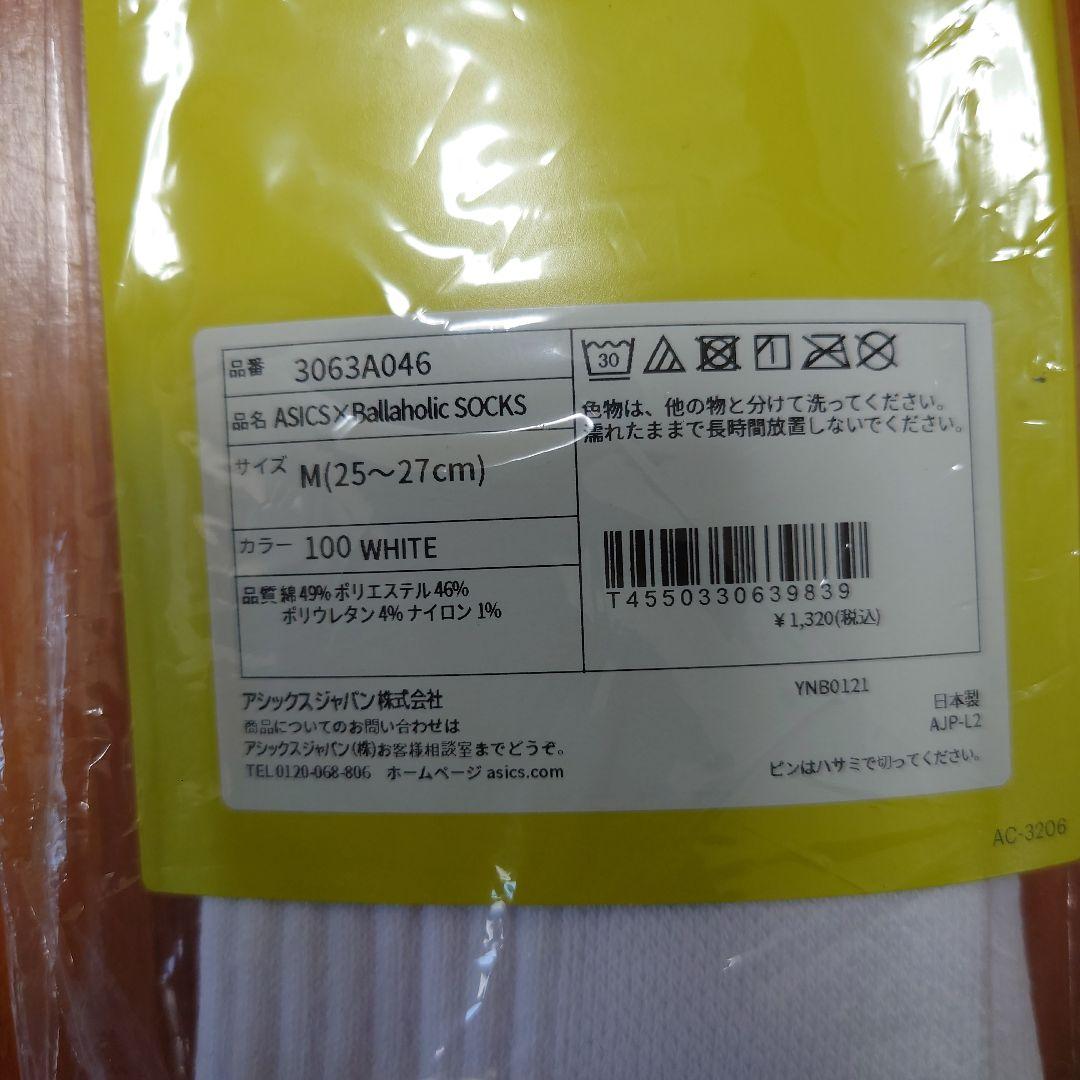 品番 3063A046
品名 ASICS×Ballaholic SOCKS
サイズ M(25～27cm)
カラー 100 WHITE
品質 綿49% ポリエステル46%
ポリウレタン4% ナイロン1%
30
色物は、他の物と分けて洗ってください。
濡れたままで長時間放置しないでください。
T4550330639839
¥1,320(税込)
アシックスジャパン株式会社
商品についてのお問い合わせは
アシックスジャパン(株)お客様相談室までどうぞ。
TEL0120-068-806 ホームページ asics.com
YNB0121
日本製
AJP-L2
ピンはハサミで切ってください。
AC-3206